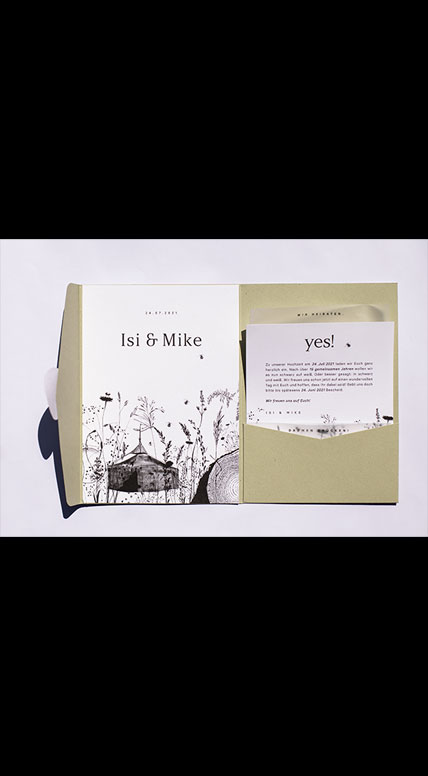 24.07.2021
Isi & Mike
WIR HEIRATEN
yes!
Zu unserer Hochzeit am 24. Juli 2021 laden wir Euch ganz
herzlich ein. Nach über 15 gemeinsamen Jahren wollen wir
es nun schwarz auf weiß. Oder besser gesagt: in schwarz
und weiß. Wir freuen uns schon jetzt auf einen wundervollen
Tag mit Euch und hoffen, dass Ihr dabei seid! Gebt uns doch
bitte bis spätestens 24. Juni 2021 Bescheid.
Wir freuen uns auf Euch!
ISI & MIKE